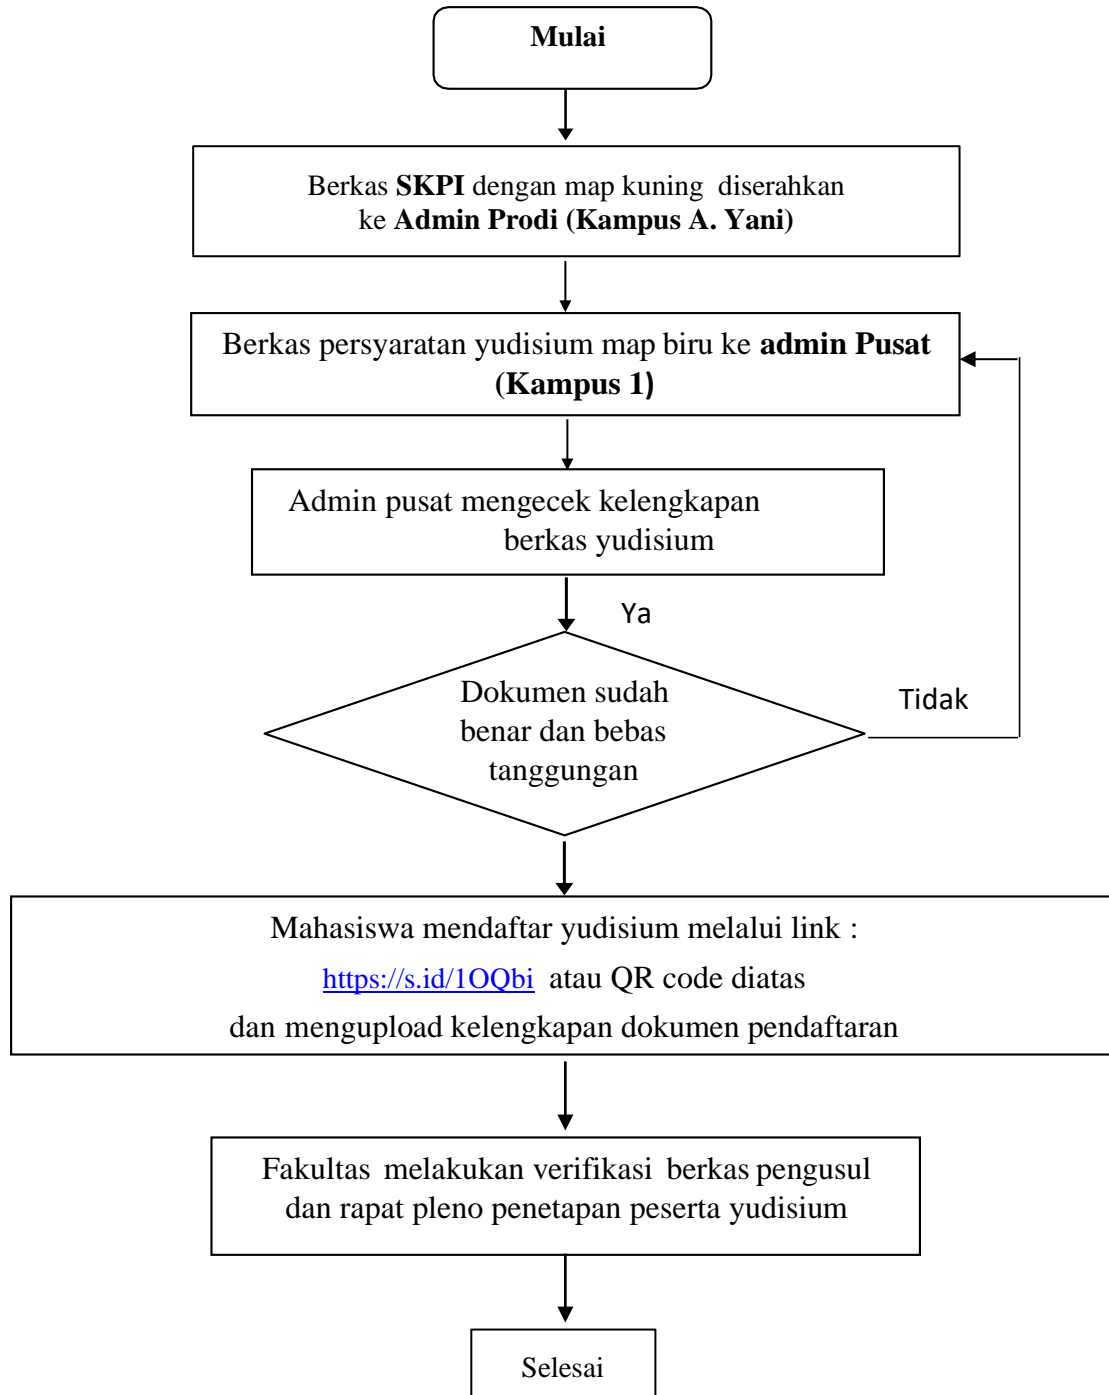 Mulai
Berkas SKPI dengan map kuning diserahkan
ke Admin Prodi (Kampus A. Yani)
Berkas persyaratan yudisium map biru ke admin Pusat
(Kampus 1)
Admin pusat mengecek kelengkapan
berkas yudisium
Ya
Dokumen sudah
benar dan bebas
tanggungan
Tidak
Mahasiswa mendaftar yudisium melalui link :
https://s.id/1OQbi atau QR code diatas
dan mengupload kelengkapan dokumen pendaftaran
Fakultas melakukan verifikasi berkas pengusul
dan rapat pleno penetapan peserta yudisium
Selesai